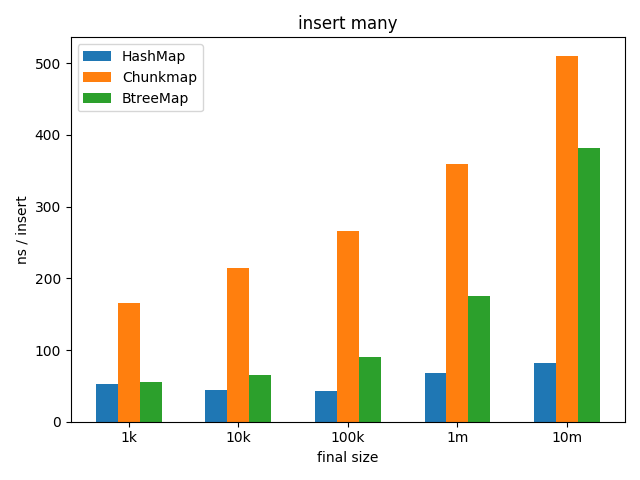 insert many
HashMap
Chunkmap
BtreeMap
ns / insert
500
400
300
200
100
0
1k 10k 100k 1m 10m
final size